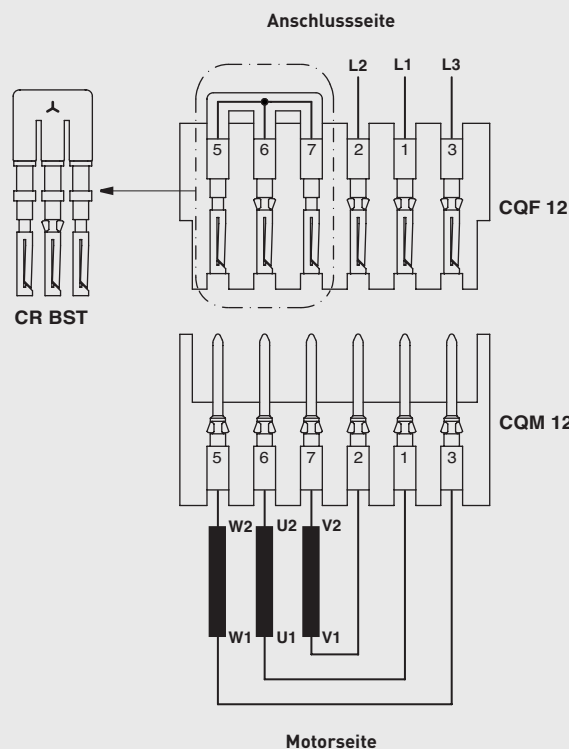 Anschlussseite
L2 L1 L3
5 6 7 2 1 3
CQF 12
CR BST
CQM 12
5 6 7 2 1 3
W2 U2 V2
W1 U1 V1
Motorseite